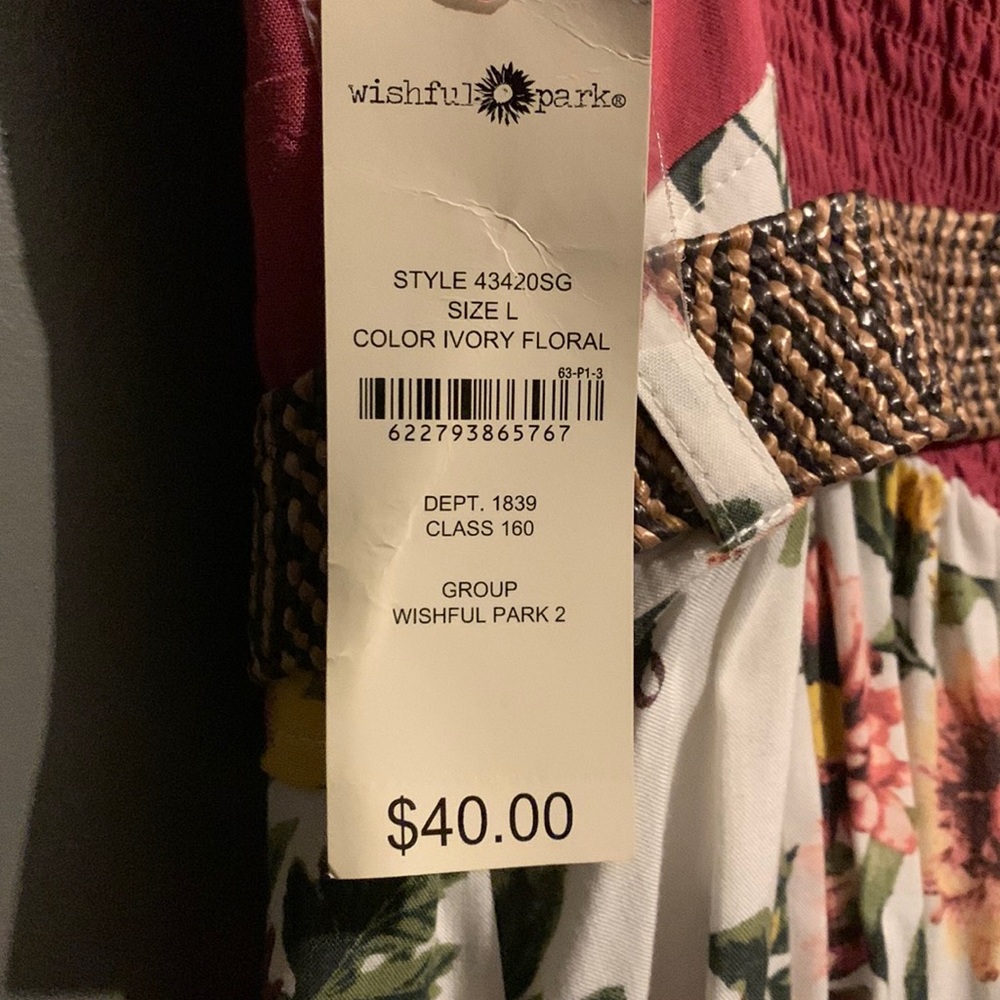 wishful park®
STYLE 43420SG
SIZE L
COLOR IVORY FLORAL
63-P1-3
622793865767
DEPT. 1839
CLASS 160
GROUP
WISHFUL PARK 2
$40.00